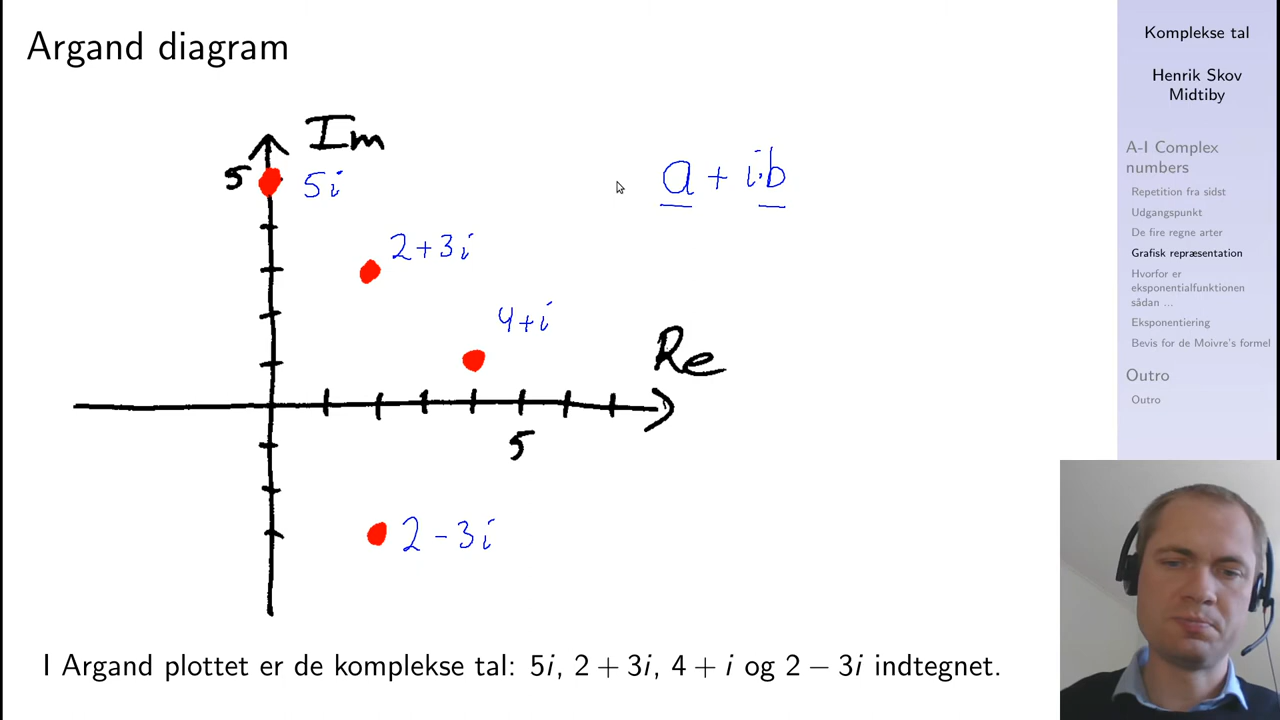 Argand diagram
Im
5
5i
2+3i
4+i
a + i·b
Re
5
2-3i
I Argand plottet er de komplekse tal: 5i, 2 + 3i, 4 + i og 2 − 3i indtegnet.
Komplekse tal
Henrik Skov
Midtiby
A-I Complex
numbers
Repetition fra sidst
Udgangspunkt
De fire regne arter
Grafisk repræsentation
Hvorfor er
eksponentialfunktionen
sådan ...
Eksponentiering
Bevis for de Moivre's formel
Outro
Outro